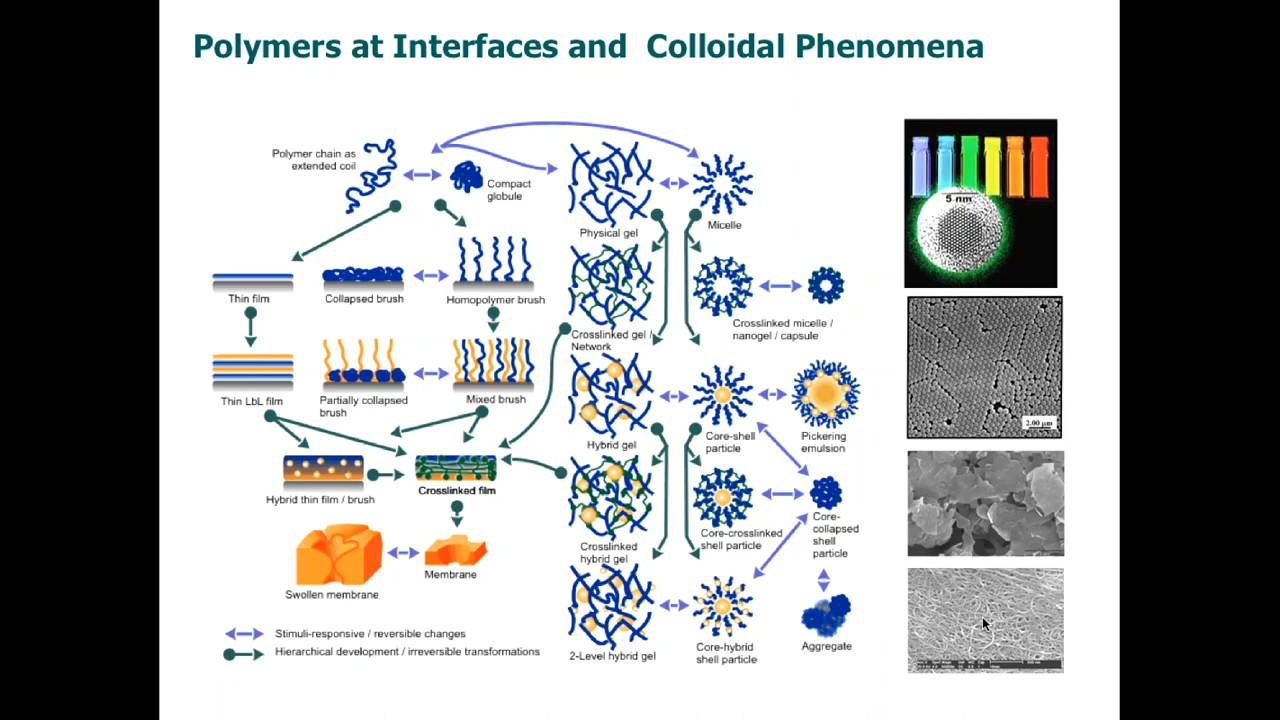 Polymers at Interfaces and Colloidal Phenomena
Polymer chain as
extended coil
Compact
globule
Physical gel
Micelle
Thin film
Collapsed brush
Homopolymer brush
Crosslinked gel /
Network
Crosslinked micelle /
nanogel / capsule
Thin LbL film
Partially collapsed
brush
Mixed brush
Hybrid gel
Core-shell
particle
Pickering
emulsion
Hybrid thin film / brush
Crosslinked film
Crosslinked
hybrid gel
Core-crosslinked
shell particle
Core-
collapsed
shell
particle
Swollen membrane
Membrane
2-Level hybrid gel
Core-hybrid
shell particle
Aggregate
Stimuli-responsive / reversible changes
Hierarchical development / irreversible transformations
5 nm
2.00 μm